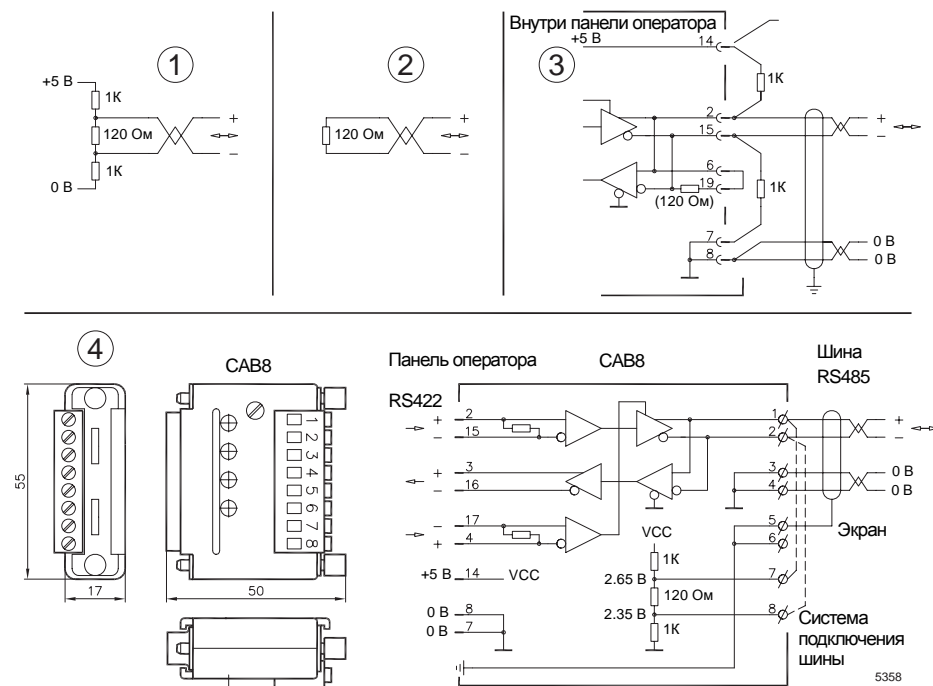 1
+5 В
1К
120 Ом
1К
0 В
+
−
2
120 Ом
+
−
3
Внутри панели оператора
+5 В
14
1К
2
15
+
−
6
19
(120 Ом)
1К
7
8
0 В
0 В
4
CAB8
55
17
1
2
3
4
5
6
7
8
50
Панель оператора
CAB8
Шина
RS485
RS422
+ 2
− 15
+ 3
− 16
− 17
+ 4
+5 В 14 VCC
0 В 8
0 В 7
VCC
1К
2.65 В
120 Ом
2.35 В
1К
1
2
3
4
5
6
7
8
+
−
0 В
0 В
Экран
Система
подключения
шины
5358